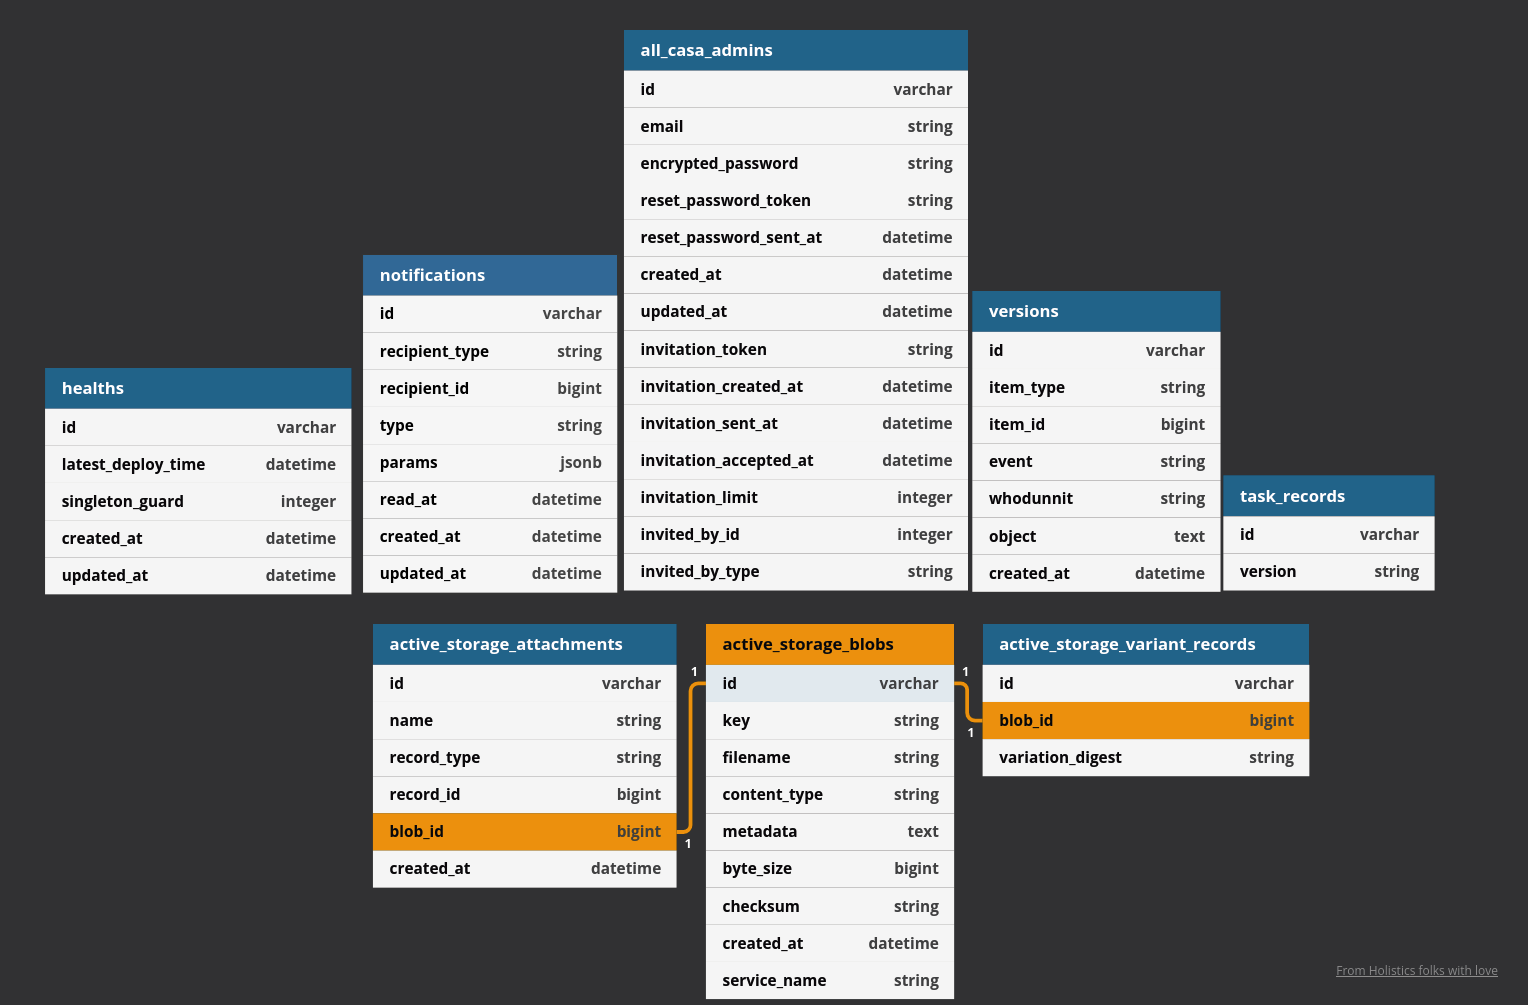 all_casa_admins
id varchar
email string
encrypted_password string
reset_password_token string
reset_password_sent_at datetime
created_at datetime
updated_at datetime
invitation_token string
invitation_created_at datetime
invitation_sent_at datetime
invitation_accepted_at datetime
invitation_limit integer
invited_by_id integer
invited_by_type string
notifications
id varchar
recipient_type string
recipient_id bigint
type string
params jsonb
read_at datetime
created_at datetime
updated_at datetime
versions
id varchar
item_type string
item_id bigint
event string
whodunnit string
object text
created_at datetime
healths
id varchar
latest_deploy_time datetime
singleton_guard integer
created_at datetime
updated_at datetime
task_records
id varchar
version string
active_storage_attachments
id varchar
name string
record_type string
record_id bigint
blob_id bigint
created_at datetime
1
1
active_storage_blobs
id varchar
key string
filename string
content_type string
metadata text
byte_size bigint
checksum string
created_at datetime
service_name string
1
1
active_storage_variant_records
id varchar
blob_id bigint
variation_digest string
From Holistics folks with love